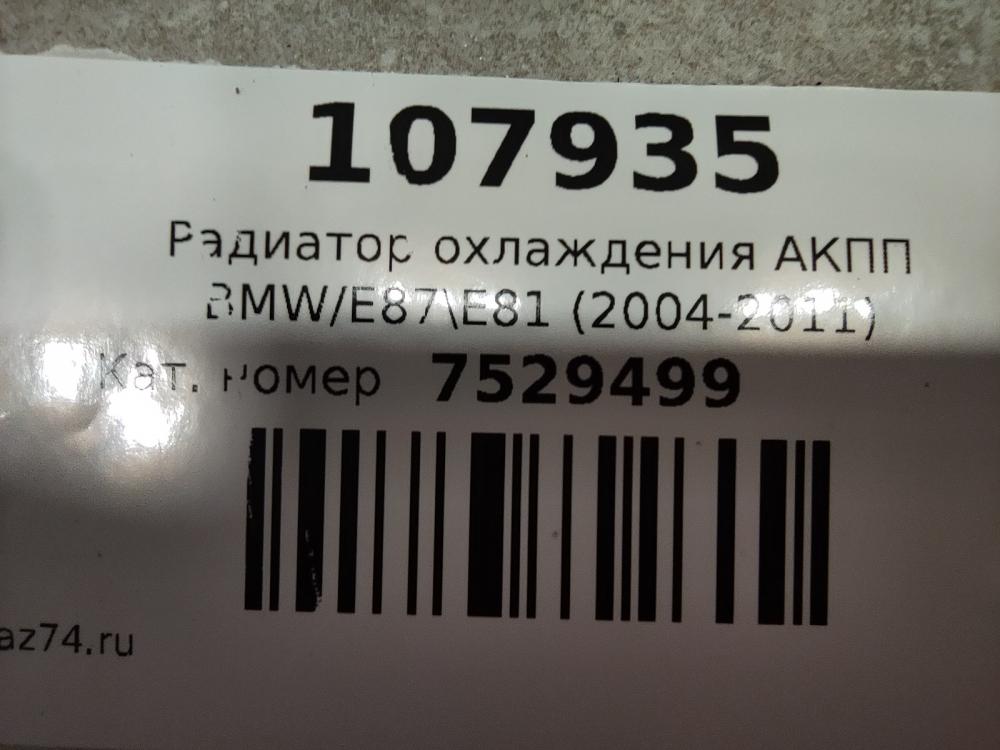 107935
Радиатор охлаждения АКПП
BMW/E87\E81 (2004-2011)
Кат. номер 7529499
az74.ru